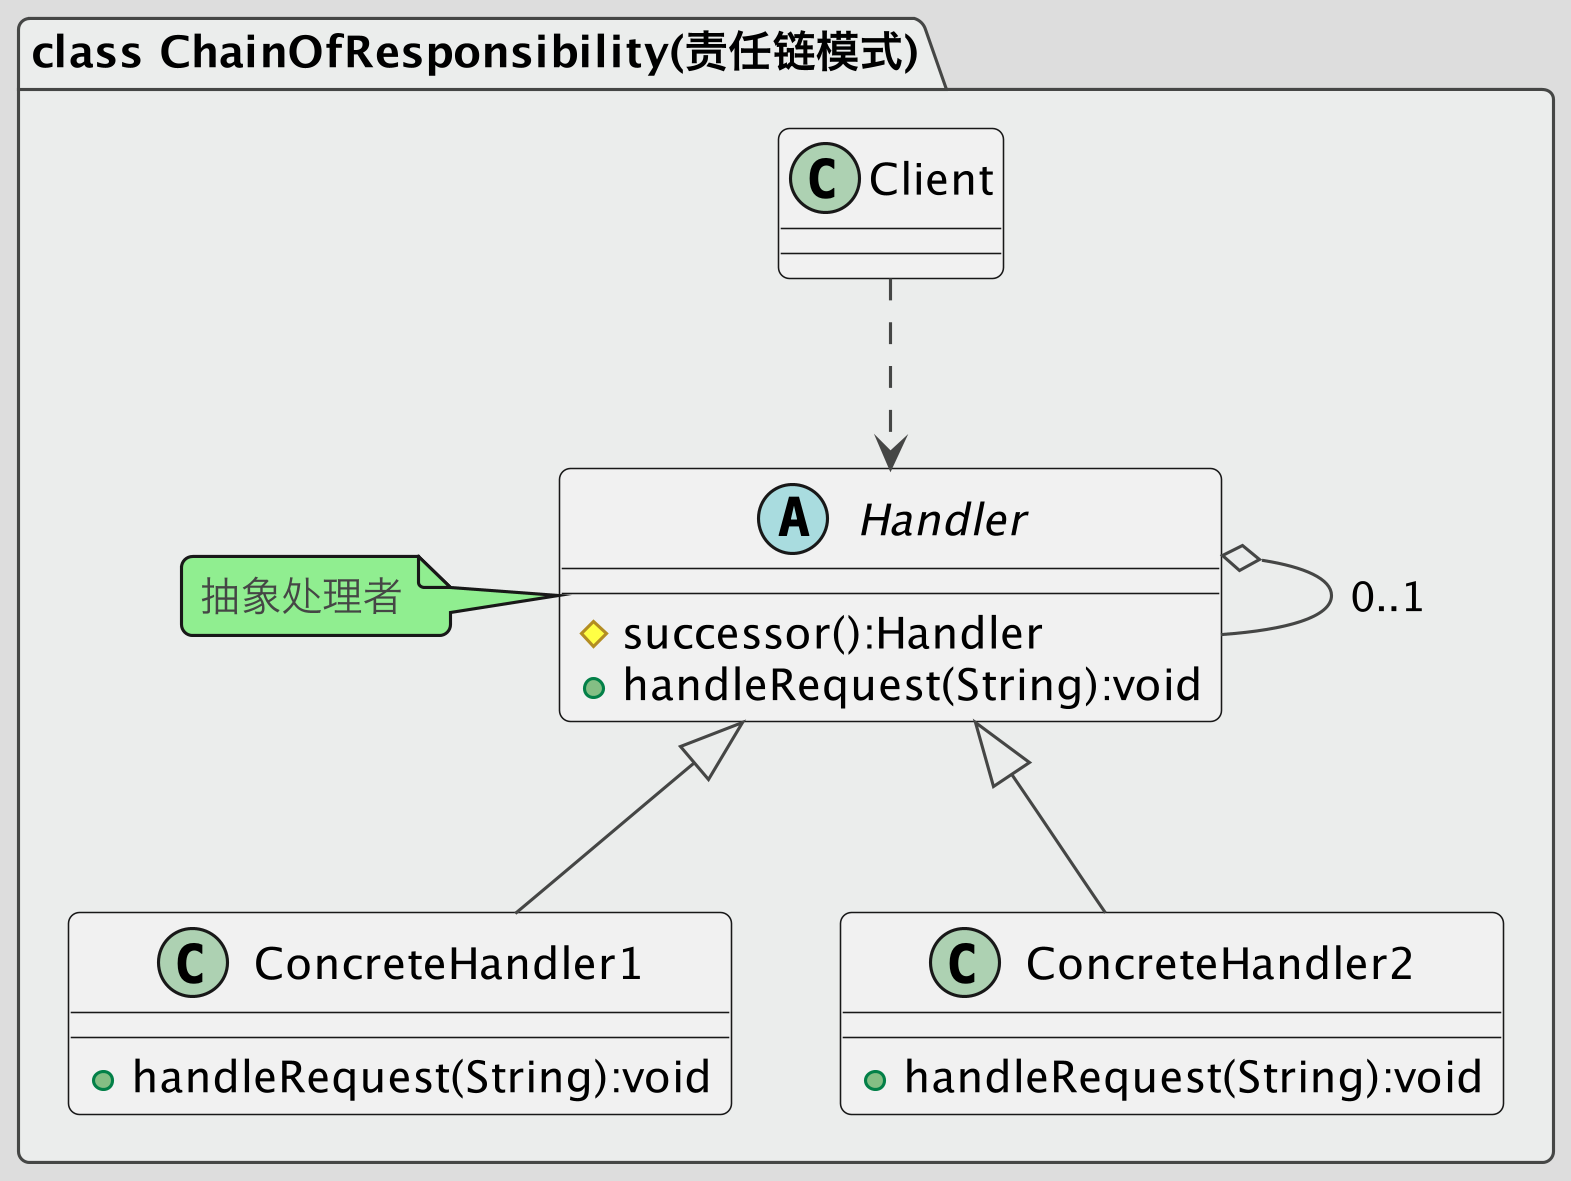 class ChainOfResponsibility(责任链模式)
C Client
A Handler
抽象处理者
0..1
successor():Handler
handleRequest(String):void
C ConcreteHandler1
handleRequest(String):void
C ConcreteHandler2
handleRequest(String):void